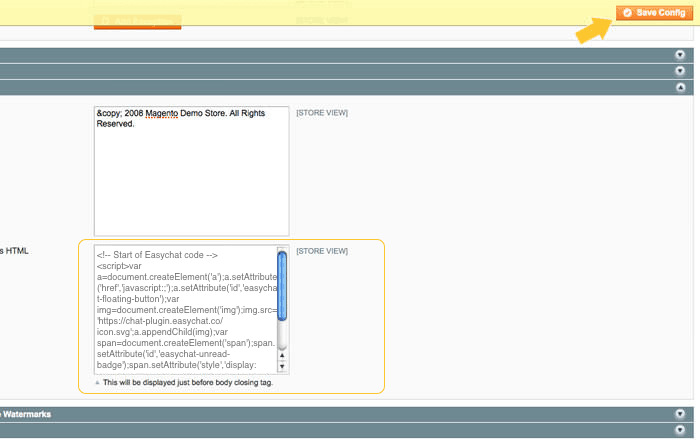 Save Config
&copy; 2008 Magento Demo Store. All Rights
Reserved.
[STORE VIEW]
s HTML
<!-- Start of Easychat code -->
<script>var
a=document.createElement('a');a.setAttribute
('href','javascript:;');a.setAttribute('id','easycha
t-floating-button');var
img=document.createElement('img');img.src=
'https://chat-plugin.easychat.co/
icon.svg';a.appendChild(img);var
span=document.createElement('span');span.
setAttribute('id','easychat-unread-
badge');span.setAttribute('style','display:
[STORE VIEW]
This will be displayed just before body closing tag.
e Watermarks